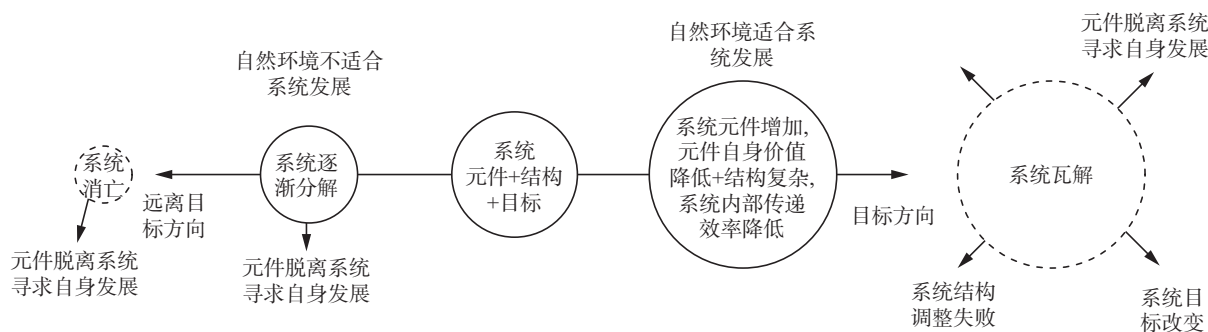 系统
消亡
元件脱离系统
寻求自身发展
远离目
标方向
自然环境不适合
系统发展
系统逐
渐分解
元件脱离系统
寻求自身发展
系统
元件+结构
+目标
自然环境适合系
统发展
系统元件增加,
元件自身价值
降低+结构复杂,
系统内部传递
效率降低
目标方向
元件脱离系统
寻求自身发展
系统瓦解
系统结构
调整失败
系统目
标改变